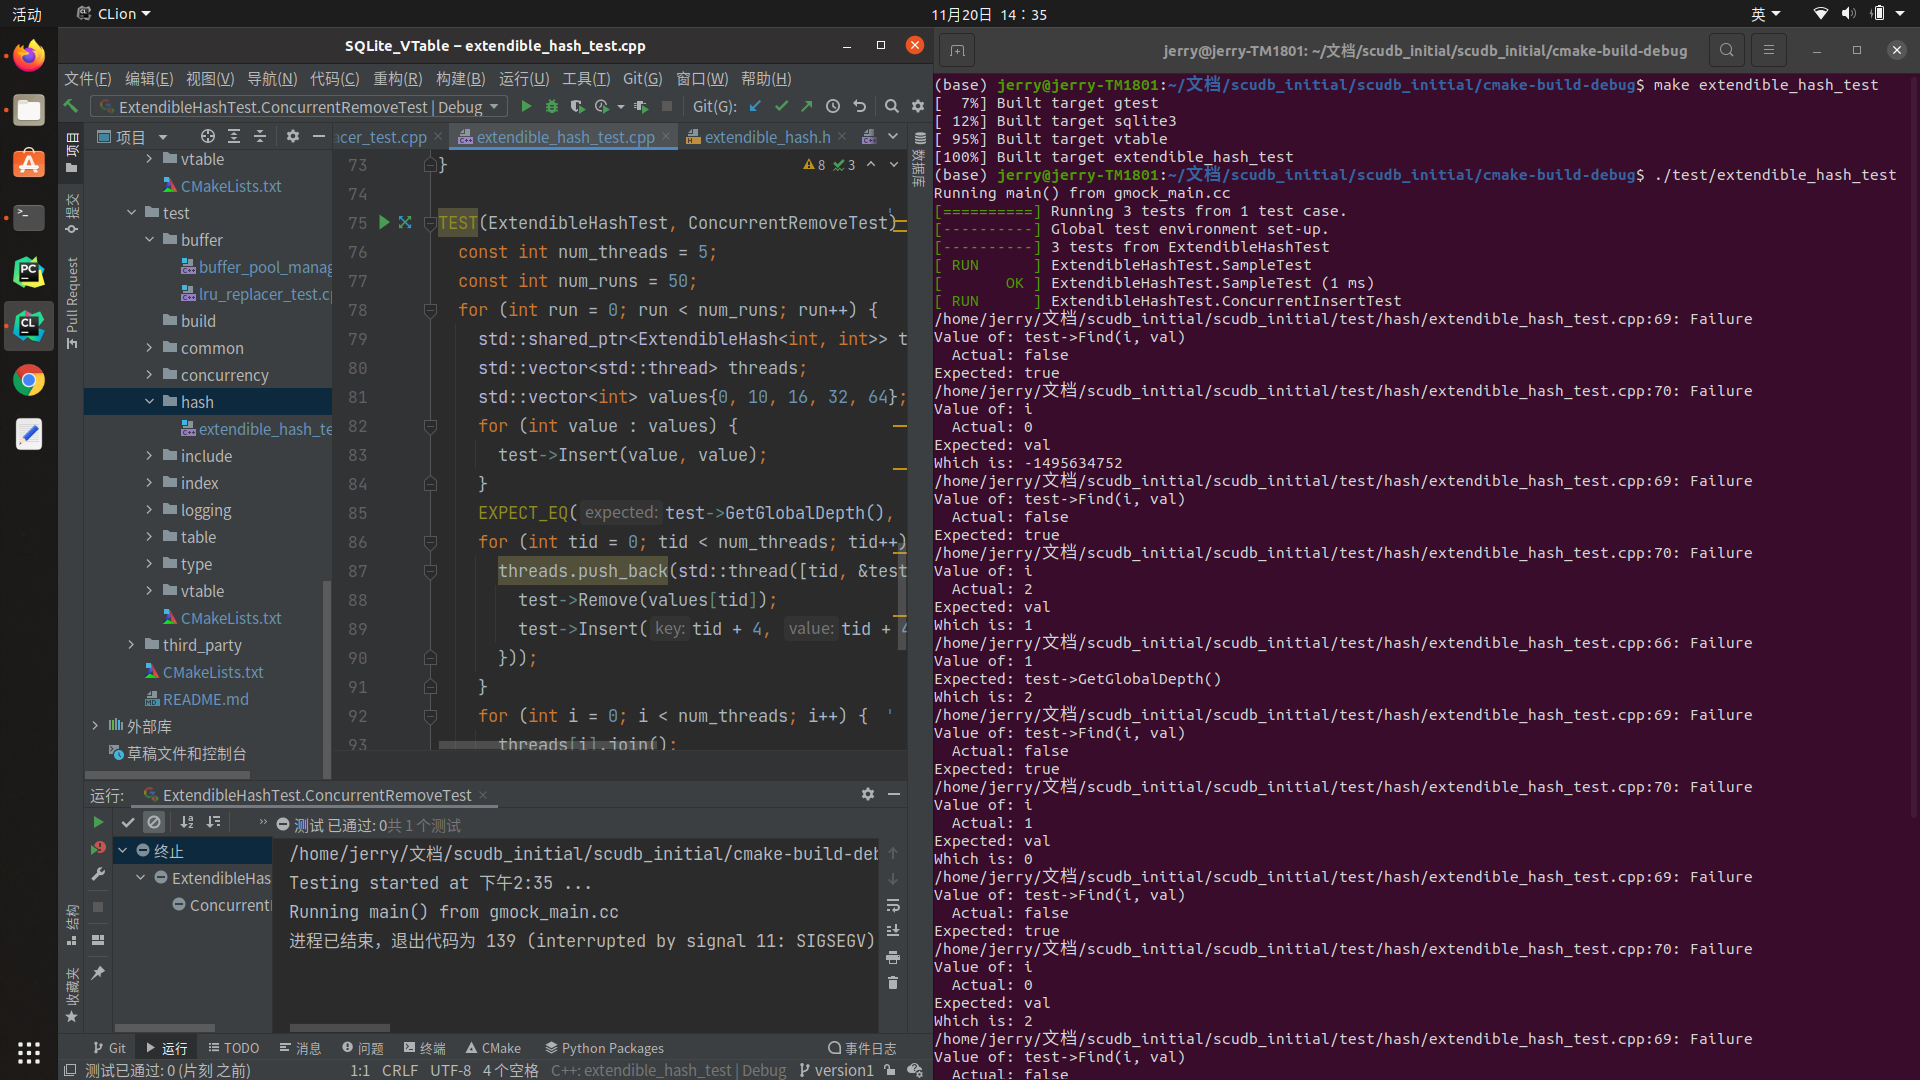 活动
CLion
11月20日 14：35
英
SQLite_VTable – extendible_hash_test.cpp
文件(F) 编辑(E) 视图(V) 导航(N) 代码(C) 重构(R) 构建(B) 运行(U) 工具(T) Git(G) 窗口(W) 帮助(H)
ExtendibleHashTest.ConcurrentRemoveTest | Debug
Git(G):
项目
acer_test.cpp
extendible_hash_test.cpp
extendible_hash.h
项目
提交
Pull Request
结构
收藏夹
数据库
vtable
CMakeLists.txt
test
buffer
buffer_pool_manag
lru_replacer_test.c
build
common
concurrency
hash
extendible_hash_te
include
index
logging
table
type
vtable
CMakeLists.txt
third_party
CMakeLists.txt
README.md
外部库
草稿文件和控制台
8 3
73 }
74
75 TEST(ExtendibleHashTest, ConcurrentRemoveTest)
76 const int num_threads = 5;
77 const int num_runs = 50;
78 for (int run = 0; run < num_runs; run++) {
79 std::shared_ptr<ExtendibleHash<int, int>> t
80 std::vector<std::thread> threads;
81 std::vector<int> values{0, 10, 16, 32, 64};
82 for (int value : values) {
83 test->Insert(value, value);
84 }
85 EXPECT_EQ( expected: test->GetGlobalDepth(),
86 for (int tid = 0; tid < num_threads; tid++)
87 threads.push_back(std::thread([tid, &test
88 test->Remove(values[tid]);
89 test->Insert( key: tid + 4, value: tid + 4
90 }));
91 }
92 for (int i = 0; i < num_threads; i++) {
93 threads[i].join();
运行:
ExtendibleHashTest.ConcurrentRemoveTest
测试 已通过: 0共 1 个测试
终止
ExtendibleHas
Concurrent
/home/jerry/文档/scudb_initial/scudb_initial/cmake-build-deb
Testing started at 下午2:35 ...
Running main() from gmock_main.cc
进程已结束，退出代码为 139 (interrupted by signal 11: SIGSEGV)
Git 运行 TODO 消息 问题 终端 CMake Python Packages 事件日志
测试已通过: 0 (片刻 之前)
1:1 CRLF UTF-8 4 个空格 C++: extendible_hash_test | Debug version1
jerry@jerry-TM1801: ~/文档/scudb_initial/scudb_initial/cmake-build-debug
(base) jerry@jerry-TM1801:~/文档/scudb_initial/scudb_initial/cmake-build-debug$ make extendible_hash_test
[  7%] Built target gtest
[ 12%] Built target sqlite3
[ 95%] Built target vtable
[100%] Built target extendible_hash_test
(base) jerry@jerry-TM1801:~/文档/scudb_initial/scudb_initial/cmake-build-debug$ ./test/extendible_hash_test
Running main() from gmock_main.cc
[==========] Running 3 tests from 1 test case.
[----------] Global test environment set-up.
[----------] 3 tests from ExtendibleHashTest
[ RUN      ] ExtendibleHashTest.SampleTest
[       OK ] ExtendibleHashTest.SampleTest (1 ms)
[ RUN      ] ExtendibleHashTest.ConcurrentInsertTest
/home/jerry/文档/scudb_initial/scudb_initial/test/hash/extendible_hash_test.cpp:69: Failure
Value of: test->Find(i, val)
Actual: false
Expected: true
/home/jerry/文档/scudb_initial/scudb_initial/test/hash/extendible_hash_test.cpp:70: Failure
Value of: i
Actual: 0
Expected: val
Which is: -1495634752
/home/jerry/文档/scudb_initial/scudb_initial/test/hash/extendible_hash_test.cpp:69: Failure
Value of: test->Find(i, val)
Actual: false
Expected: true
/home/jerry/文档/scudb_initial/scudb_initial/test/hash/extendible_hash_test.cpp:70: Failure
Value of: i
Actual: 2
Expected: val
Which is: 1
/home/jerry/文档/scudb_initial/scudb_initial/test/hash/extendible_hash_test.cpp:66: Failure
Value of: 1
Expected: test->GetGlobalDepth()
Which is: 2
/home/jerry/文档/scudb_initial/scudb_initial/test/hash/extendible_hash_test.cpp:69: Failure
Value of: test->Find(i, val)
Actual: false
Expected: true
/home/jerry/文档/scudb_initial/scudb_initial/test/hash/extendible_hash_test.cpp:70: Failure
Value of: i
Actual: 1
Expected: val
Which is: 0
/home/jerry/文档/scudb_initial/scudb_initial/test/hash/extendible_hash_test.cpp:69: Failure
Value of: test->Find(i, val)
Actual: false
Expected: true
/home/jerry/文档/scudb_initial/scudb_initial/test/hash/extendible_hash_test.cpp:70: Failure
Value of: i
Actual: 0
Expected: val
Which is: 2
/home/jerry/文档/scudb_initial/scudb_initial/test/hash/extendible_hash_test.cpp:69: Failure
Value of: test->Find(i, val)
Actual: false